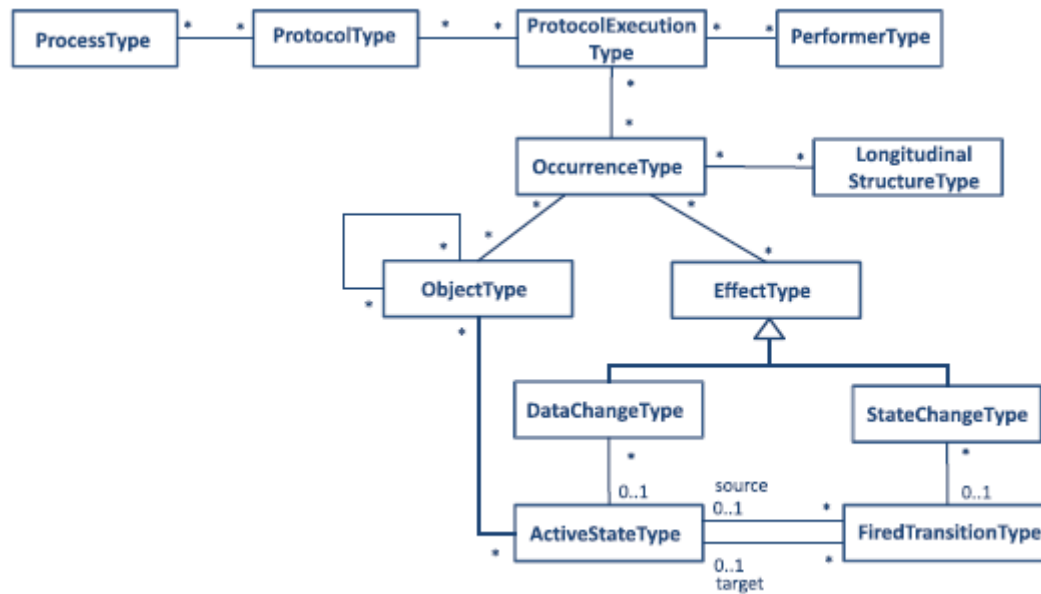 ProcessType
*
*
ProtocolType
*
*
ProtocolExecution
Type
*
*
PerformerType
*
*
OccurrenceType
*
*
Longitudinal
StructureType
*
*
*
*
*
*
ObjectType
*
*
EffectType
DataChangeType
StateChangeType
*
0..1
*
0..1
source
0..1
*
ActiveStateType
*
FiredTransitionType
0..1
*
target